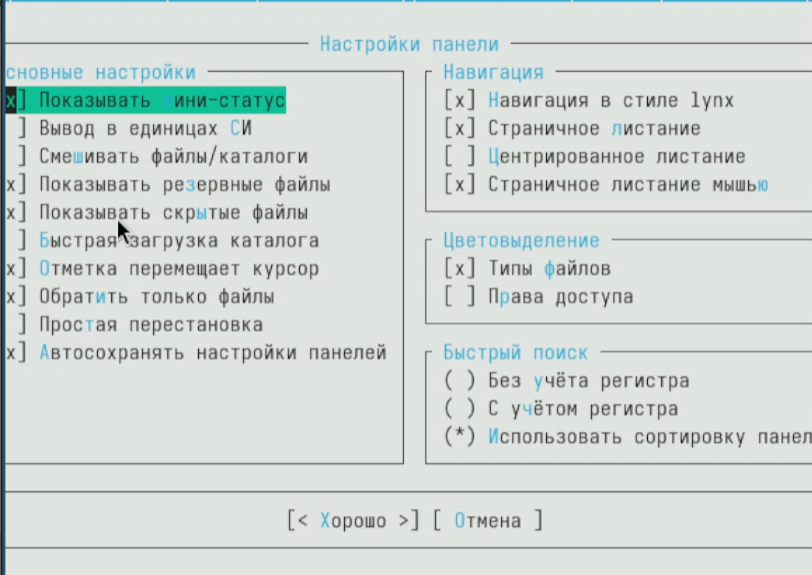 Настройки панели
сновные настройки
x] Показывать мини-статус
] Вывод в единицах СИ
] Смешивать файлы/каталоги
x] Показывать резервные файлы
x] Показывать скрытые файлы
] Быстрая загрузка каталога
x] Отметка перемещает курсор
x] Обратить только файлы
] Простая перестановка
x] Автосохранять настройки панелей
Навигация
[x] Навигация в стиле lynx
[x] Страничное листание
[ ] Центрированное листание
[x] Страничное листание мышью
Цветовыделение
[x] Типы файлов
[ ] Права доступа
Быстрый поиск
( ) Без учёта регистра
( ) С учётом регистра
(*) Использовать сортировку панел
[< Хорошо >] [ Отмена ]